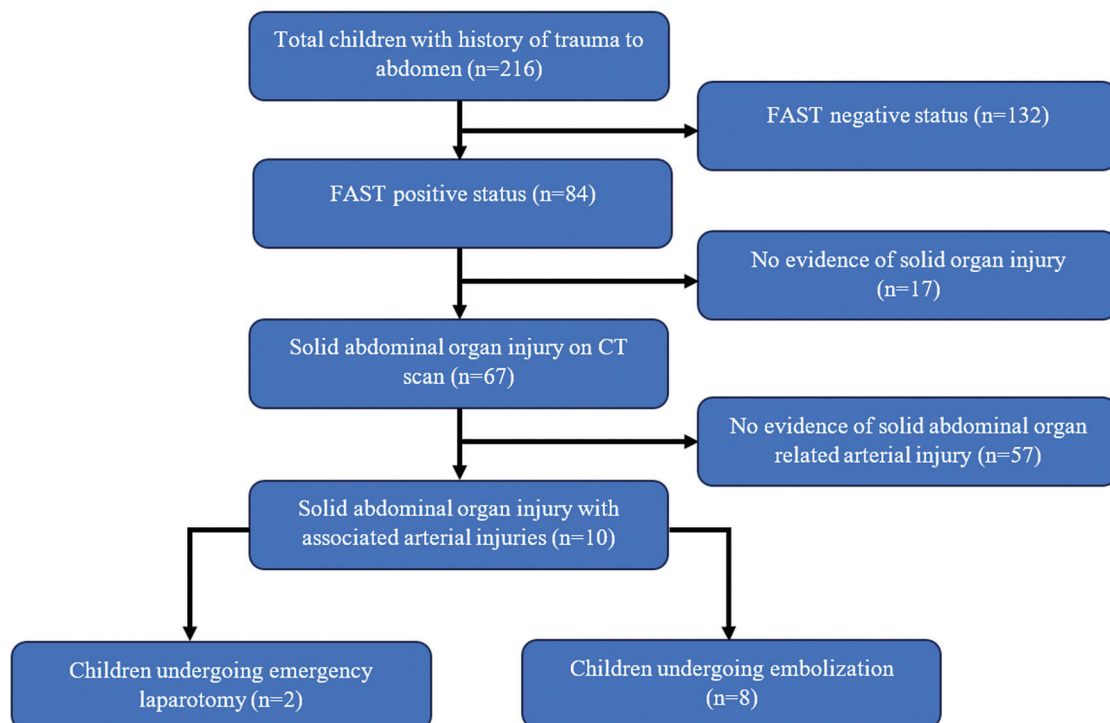 Total children with history of trauma to
abdomen (n=216)
FAST negative status (n=132)
FAST positive status (n=84)
No evidence of solid organ injury
(n=17)
Solid abdominal organ injury on CT
scan (n=67)
No evidence of solid abdominal organ
related arterial injury (n=57)
Solid abdominal organ injury with
associated arterial injuries (n=10)
Children undergoing emergency
laparotomy (n=2)
Children undergoing embolization
(n=8)